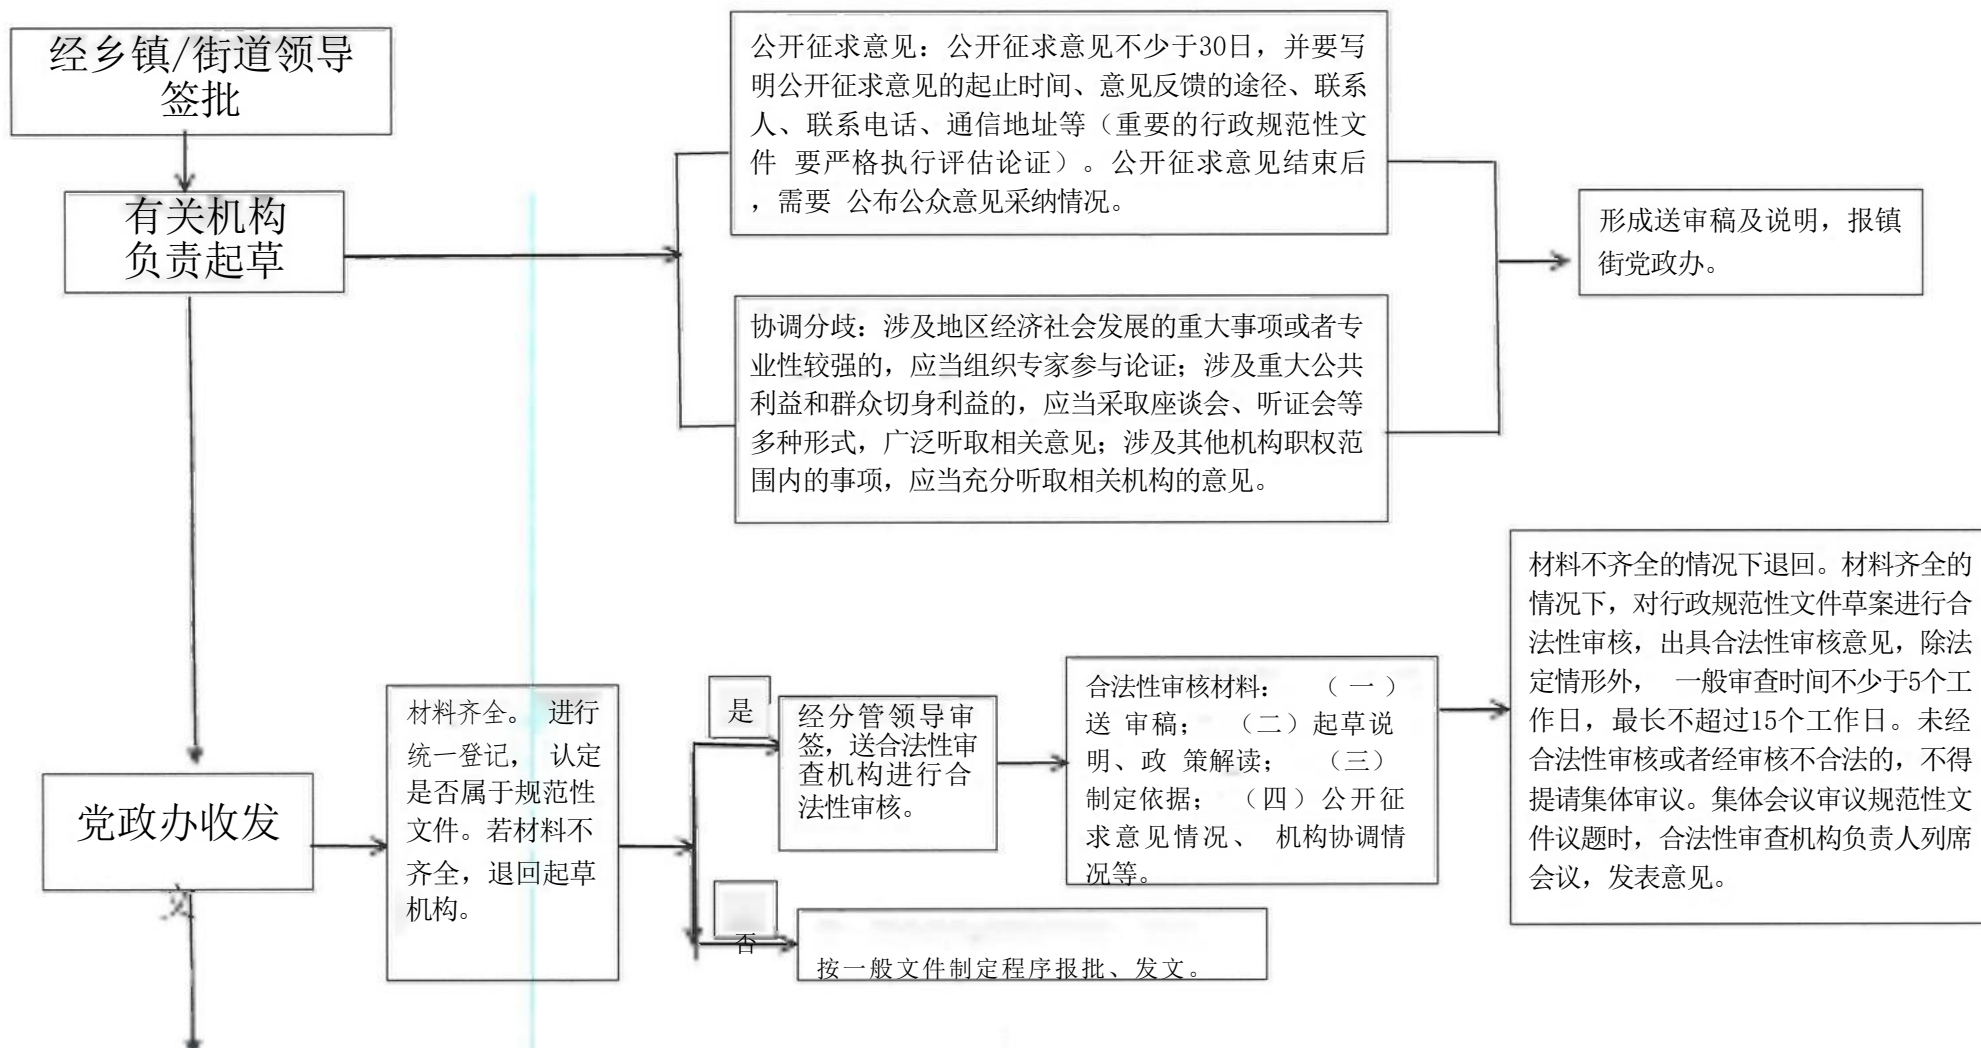 经乡镇/街道领导
签批
有关机构
负责起草
公开征求意见：公开征求意见不少于30日，并要写
明公开征求意见的起止时间、意见反馈的途径、联系
人、联系电话、通信地址等（重要的行政规范性文
件 要严格执行评估论证）。公开征求意见结束后
，需要 公布公众意见采纳情况。
协调分歧：涉及地区经济社会发展的重大事项或者专
业性较强的，应当组织专家参与论证；涉及重大公共
利益和群众切身利益的，应当采取座谈会、听证会等
多种形式，广泛听取相关意见；涉及其他机构职权范
围内的事项，应当充分听取相关机构的意见。
形成送审稿及说明，报镇
街党政办。
党政办收发
文
材料齐全。 进行
统一登记， 认定
是否属于规范性
文件。若材料不
齐全，退回起草
机构。
是
经分管领导审
签，送合法性审
查机构进行合
法性审核。
否
按一般文件制定程序报批、发文。
合法性审核材料： （一）
送 审稿； （二）起草说
明、政 策解读； （三）
制定依据； （四）公开征
求意见情况、 机构协调情
况等。
材料不齐全的情况下退回。材料齐全的
情况下，对行政规范性文件草案进行合
法性审核，出具合法性审核意见，除法
定情形外， 一般审查时间不少于5个工
作日，最长不超过15个工作日。未经
合法性审核或者经审核不合法的，不得
提请集体审议。集体会议审议规范性文
件议题时，合法性审查机构负责人列席
会议，发表意见。